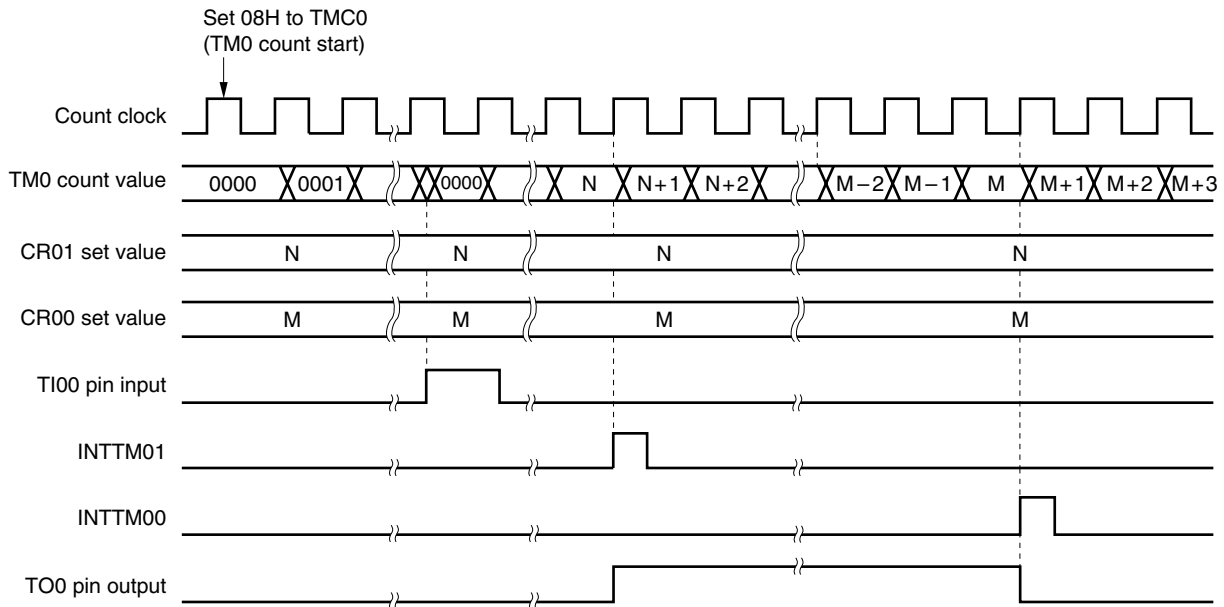 Set 08H to TMC0
(TM0 count start)
Count clock
TM0 count value 0000 0001 0000 N N+1 N+2 M−2 M−1 M M+1 M+2 M+3
CR01 set value N N N N
CR00 set value M M M M
TI00 pin input
INTTM01
INTTM00
TO0 pin output